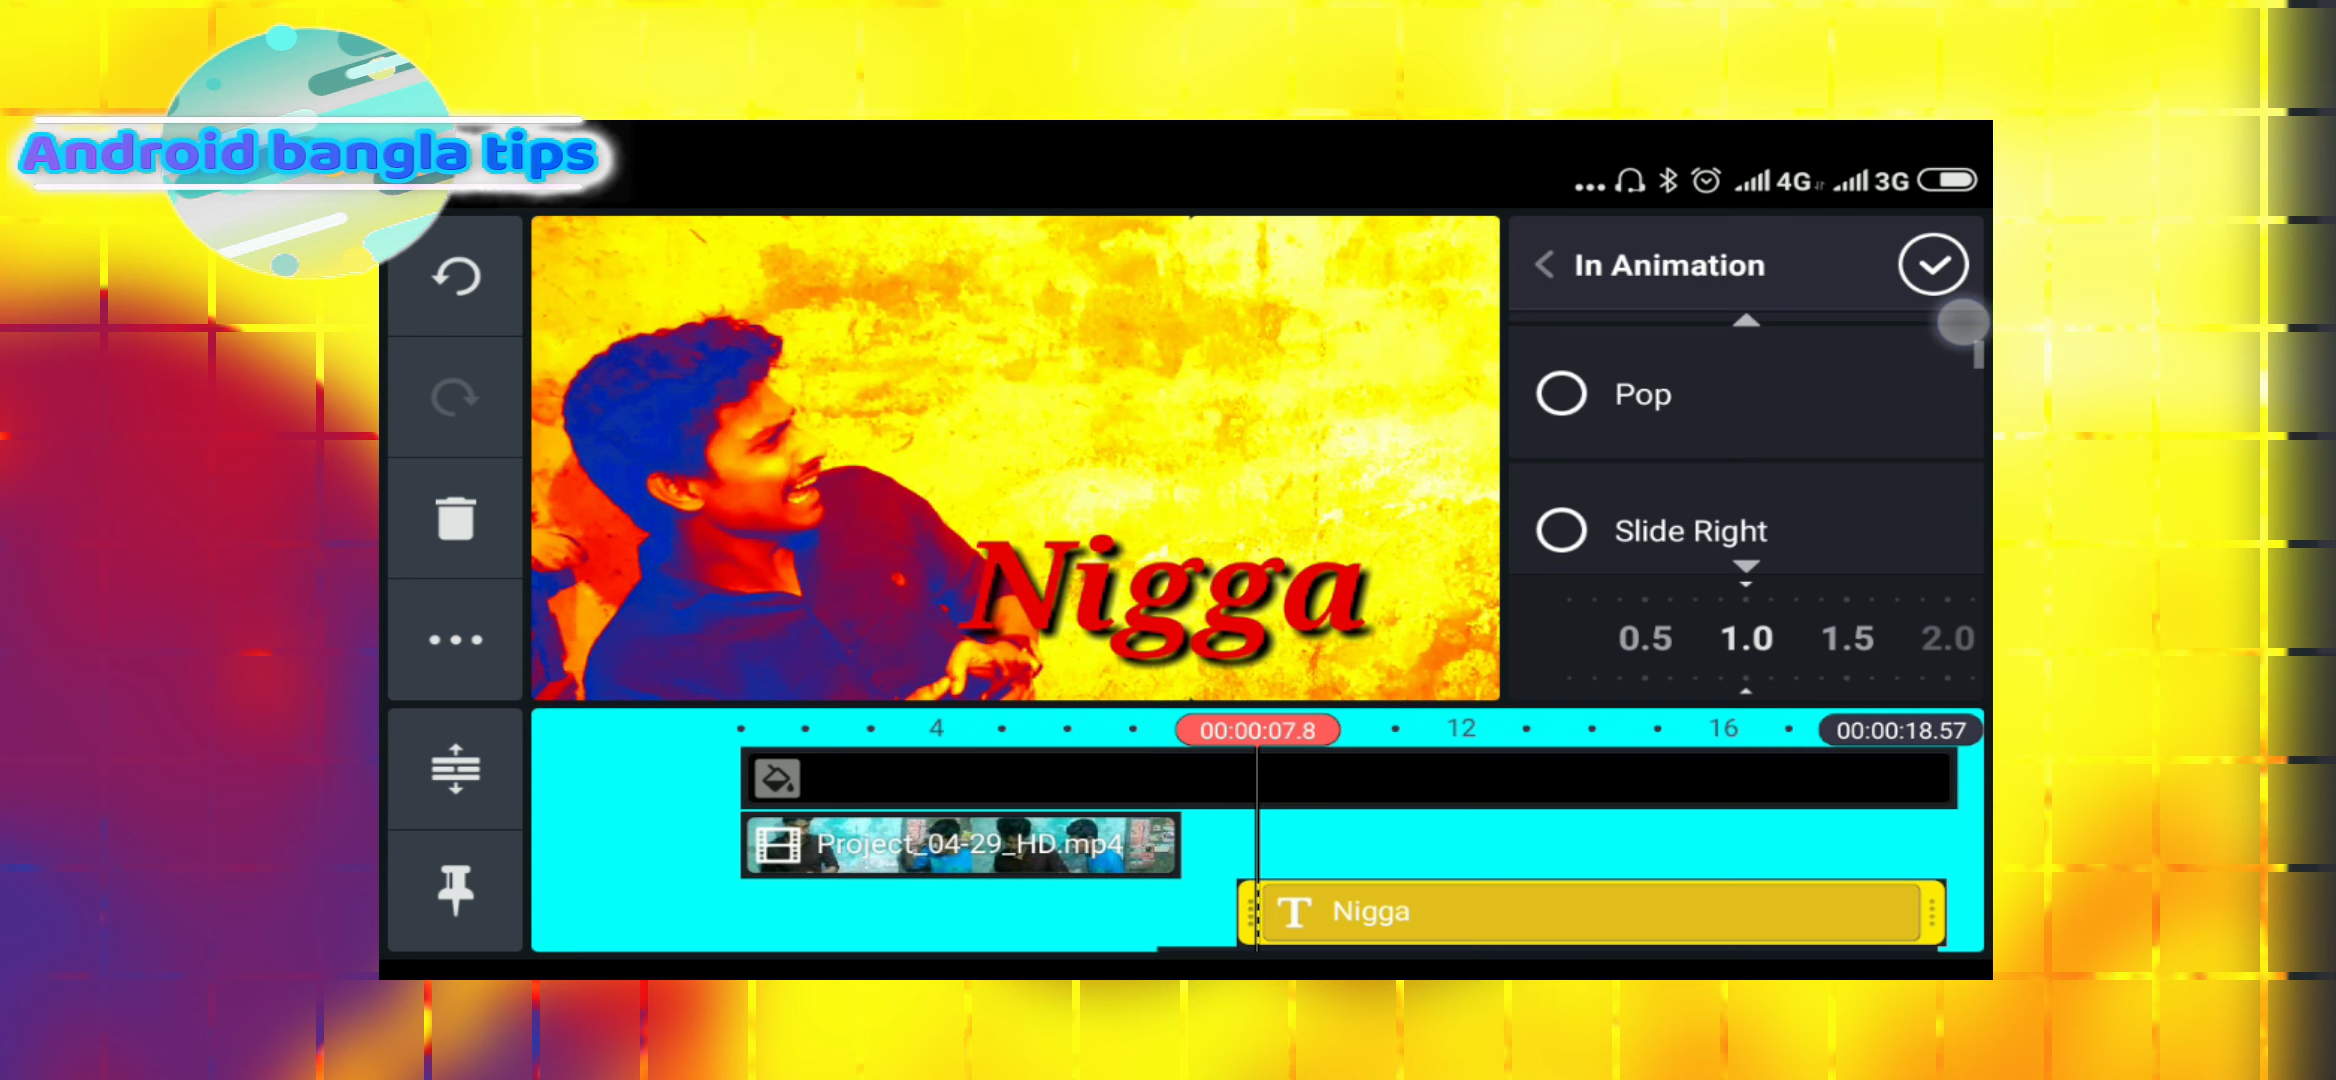 Android bangla tips
4G 3G
In Animation
Pop
Slide Right
0.5 1.0 1.5 2.0
Nigga
4 00:00:07.8 12 16 00:00:18.57
Project_04-29_HD.mp4
T Nigga